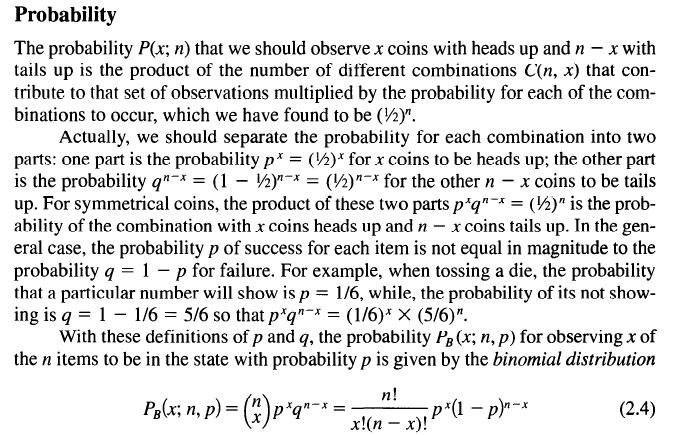 Probability
The probability P(x; n) that we should observe x coins with heads up and n − x with
tails up is the product of the number of different combinations C(n, x) that con-
tribute to that set of observations multiplied by the probability for each of the com-
binations to occur, which we have found to be (½)ⁿ.
Actually, we should separate the probability for each combination into two
parts: one part is the probability pˣ = (½)ˣ for x coins to be heads up; the other part
is the probability qⁿ⁻ˣ = (1 − ½)ⁿ⁻ˣ = (½)ⁿ⁻ˣ for the other n − x coins to be tails
up. For symmetrical coins, the product of these two parts pˣqⁿ⁻ˣ = (½)ⁿ is the prob-
ability of the combination with x coins heads up and n − x coins tails up. In the gen-
eral case, the probability p of success for each item is not equal in magnitude to the
probability q = 1 − p for failure. For example, when tossing a die, the probability
that a particular number will show is p = 1/6, while, the probability of its not show-
ing is q = 1 − 1/6 = 5/6 so that pˣqⁿ⁻ˣ = (1/6)ˣ × (5/6)ⁿ.
With these definitions of p and q, the probability P_B (x; n, p) for observing x of
the n items to be in the state with probability p is given by the binomial distribution
P_B(x; n, p) = (n x) pˣqⁿ⁻ˣ = n! / x!(n − x)! pˣ(1 − p)ⁿ⁻ˣ (2.4)